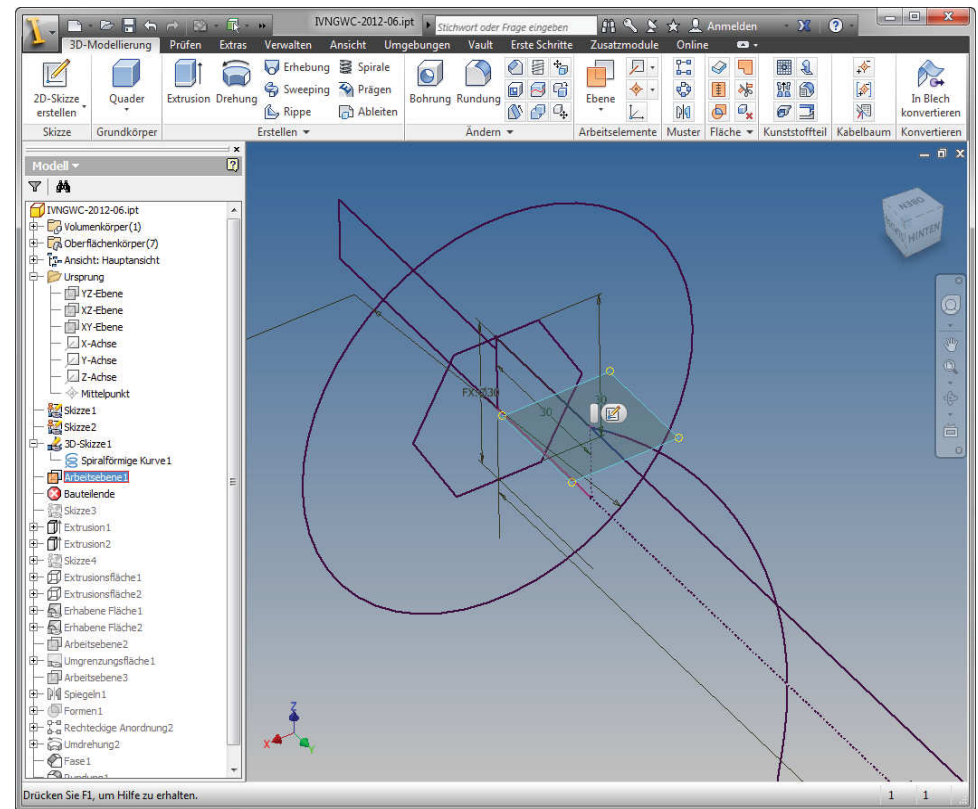 IVNGWC-2012-06.ipt Stichwort oder Frage eingeben Anmelden
3D-Modellierung Prüfen Extras Verwalten Ansicht Umgebungen Vault Erste Schritte Zusatzmodule Online
2D-Skizze erstellen
Quader
Extrusion Drehung
Erhebung Spirale
Sweeping Prägen
Rippe Ableiten
Bohrung Rundung
Ebene
In Blech konvertieren
Skizze Grundkörper Erstellen Ändern Arbeitselemente Muster Fläche Kunststoffteil Kabelbaum Konvertieren
Modell
IVNGWC-2012-06.ipt
Volumenkörper(1)
Oberflächenkörper(7)
Ansicht: Hauptansicht
Ursprung
YZ-Ebene
XZ-Ebene
XY-Ebene
X-Achse
Y-Achse
Z-Achse
Mittelpunkt
Skizze1
Skizze2
3D-Skizze1
Spiralförmige Kurve1
Arbeitsebene1
Bauteilende
Skizze3
Extrusion1
Extrusion2
Skizze4
Extrusionsfläche1
Extrusionsfläche2
Erhabene Fläche1
Erhabene Fläche2
Arbeitsebene2
Umgrenzungsfläche1
Arbeitsebene3
Spiegeln1
Formen1
Rechteckige Anordnung2
Umdrehung2
Fase1
Rundung1
HINTEN
30
30
Z
X
Y
Drücken Sie F1, um Hilfe zu erhalten. 1 1